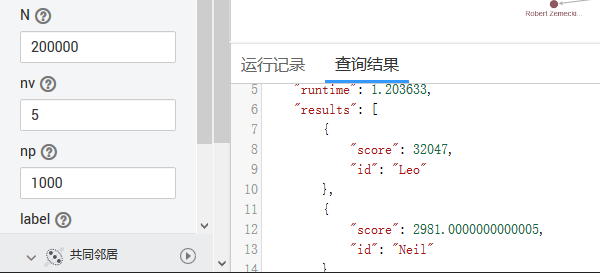 N
200000
nv
5
np
1000
label
共同邻居
Robert Zemecki...
运行记录
查询结果
5 "runtime": 1.203633,
6 "results": [
7 {
8 "score": 32047,
9 "id": "Leo"
10 },
11 {
12 "score": 2981.0000000000005,
13 "id": "Neil"
14 }